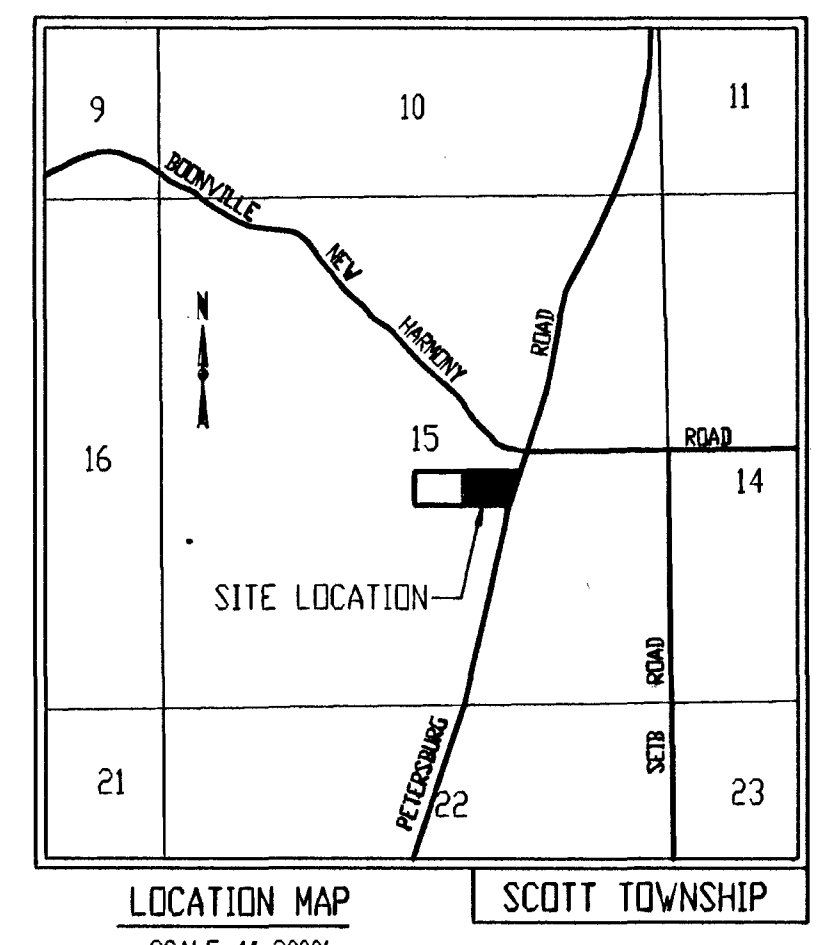 9
10
11
BOONVILLE
NEW
HARMONY
ROAD
N
ROAD
15
16
14
SITE LOCATION
ROAD
SEIB
PETERSBURG
21
22
23
LOCATION MAP
SCOTT TOWNSHIP